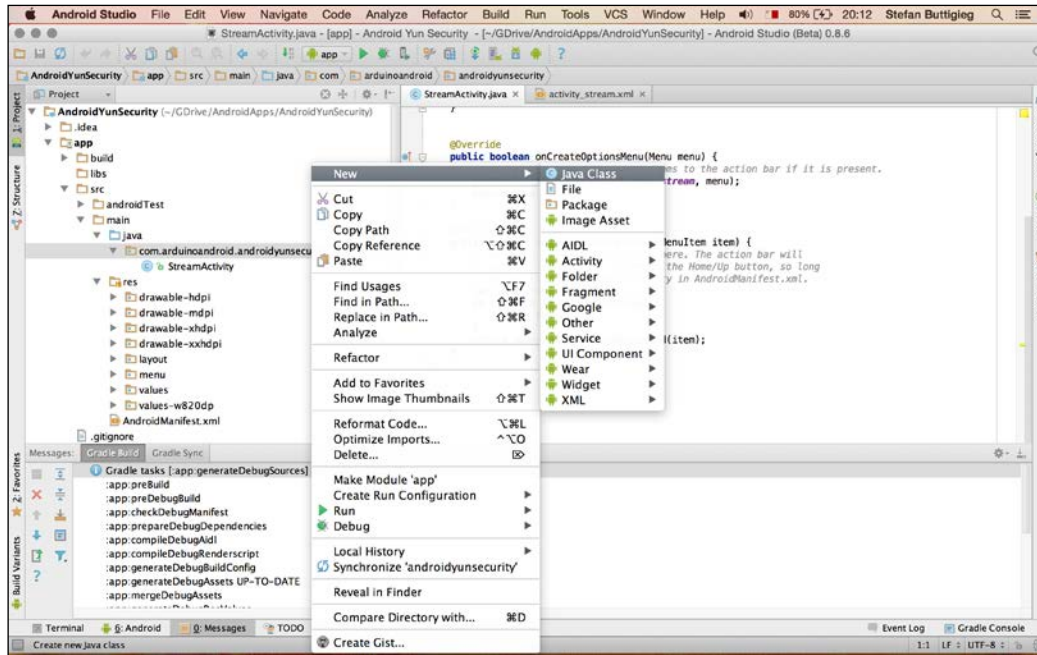 Android Studio File Edit View Navigate Code Analyze Refactor Build Run Tools VCS Window Help 80% 20:12 Stefan Buttigieg
StreamActivity.java - [app] - Android Yun Security - [~/GDrive/AndroidApps/AndroidYunSecurity] - Android Studio (Beta) 0.8.6
app
AndroidYunSecurity app src main java com arduinoandroid androidyunsecurity
1: Project
Z: Structure
2: Favorites
Build Variants
Project
AndroidYunSecurity (~/GDrive/AndroidApps/AndroidYunSecurity)
.idea
app
build
libs
src
androidTest
main
java
com.arduinoandroid.androidyunsecu
StreamActivity
res
drawable-hdpi
drawable-mdpi
drawable-xhdpi
drawable-xxhdpi
layout
menu
values
values-w820dp
AndroidManifest.xml
.gitignore
StreamActivity.java activity_stream.xml
}
@Override
public boolean onCreateOptionsMenu(Menu menu) {
ms to the action bar if it is present.
tream, menu);
MenuItem item) {
ere. The action bar will
the Home/Up button, so long
y in AndroidManifest.xml.
d(item);
New
Cut ⌘X
Copy ⌘C
Copy Path ⇧⌘C
Copy Reference ⌥⇧⌘C
Paste ⌘V
Find Usages ⌥F7
Find in Path... ⇧⌘F
Replace in Path... ⇧⌘R
Analyze
Refactor
Add to Favorites
Show Image Thumbnails ⇧⌘T
Reformat Code... ⌥⌘L
Optimize Imports... ^⌥O
Delete... ⌦
Make Module 'app'
Create Run Configuration
Run
Debug
Local History
Synchronize 'androidyunsecurity'
Reveal in Finder
Compare Directory with... ⌘D
Create Gist...
Java Class
File
Package
Image Asset
AIDL
Activity
Folder
Fragment
Google
Other
Service
UI Component
Wear
Widget
XML
Messages: Gradle Build Gradle Sync
Gradle tasks [:app:generateDebugSources]
:app:preBuild
:app:preDebugBuild
:app:checkDebugManifest
:app:prepareDebugDependencies
:app:compileDebugAidl
:app:compileDebugRenderscript
:app:generateDebugBuildConfig
:app:generateDebugAssets UP-TO-DATE
:app:mergeDebugAssets
Terminal 6: Android 0: Messages TODO Event Log Gradle Console
Create new Java class 1:1 LF UTF-8